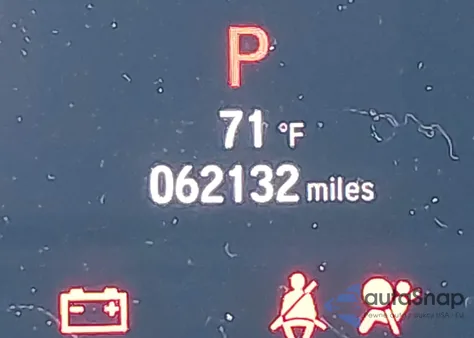 P
71 °F
062132 miles
autoSnap